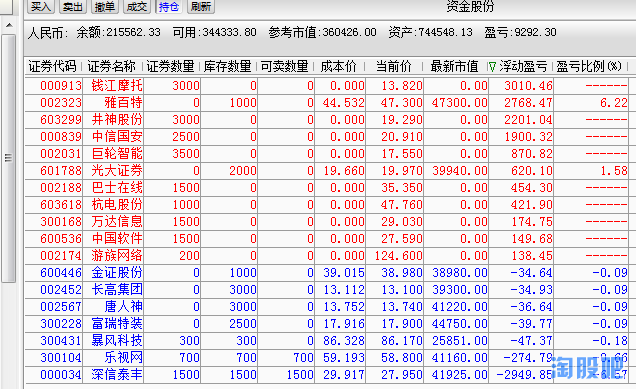 买入 卖出 撤单 成交 持仓 刷新 资金股份
人民币: 余额:215562.33 可用:344333.80 参考市值:360426.00 资产:744548.13 盈亏:9292.30
证券代码 证券名称 证券数量 库存数量 可卖数量 成本价 当前价 最新市值 ▽ 浮动盈亏 盈亏比例(%)
000913 钱江摩托 3000 0 0 0.000 13.820 0.00 3010.46 ------
002323 雅百特 0 1000 0 44.532 47.300 47300.00 2768.47 6.22
603299 井神股份 3000 0 0 0.000 19.290 0.00 2201.04 ------
000839 中信国安 2500 0 0 0.000 20.910 0.00 1900.32 ------
002031 巨轮智能 3500 0 0 0.000 17.550 0.00 870.82 ------
601788 光大证券 0 2000 0 19.660 19.970 39940.00 620.10 1.58
002188 巴士在线 1500 0 0 0.000 35.350 0.00 454.30 ------
603618 杭电股份 1000 0 0 0.000 47.760 0.00 421.90 ------
300168 万达信息 1500 0 0 0.000 29.030 0.00 174.75 ------
600536 中国软件 1500 0 0 0.000 27.590 0.00 149.68 ------
002174 游族网络 200 0 0 0.000 124.600 0.00 138.45 ------
600446 金证股份 0 1000 0 39.015 38.980 38980.00 -34.64 -0.09
002452 长高集团 0 3000 0 13.112 13.100 39300.00 -34.93 -0.09
002567 唐人神 0 3000 0 13.752 13.740 41220.00 -36.64 -0.09
300228 富瑞特装 0 2500 0 17.916 17.900 44750.00 -39.77 -0.09
300431 暴风科技 300 300 0 86.328 86.170 25851.00 -47.37 -0.18
300104 乐视网 700 700 700 59.193 58.800 41160.00 -274.79
000034 深信泰丰 1500 1500 1500 29.917 27.950 41925.00 -2949.85
淘股吧